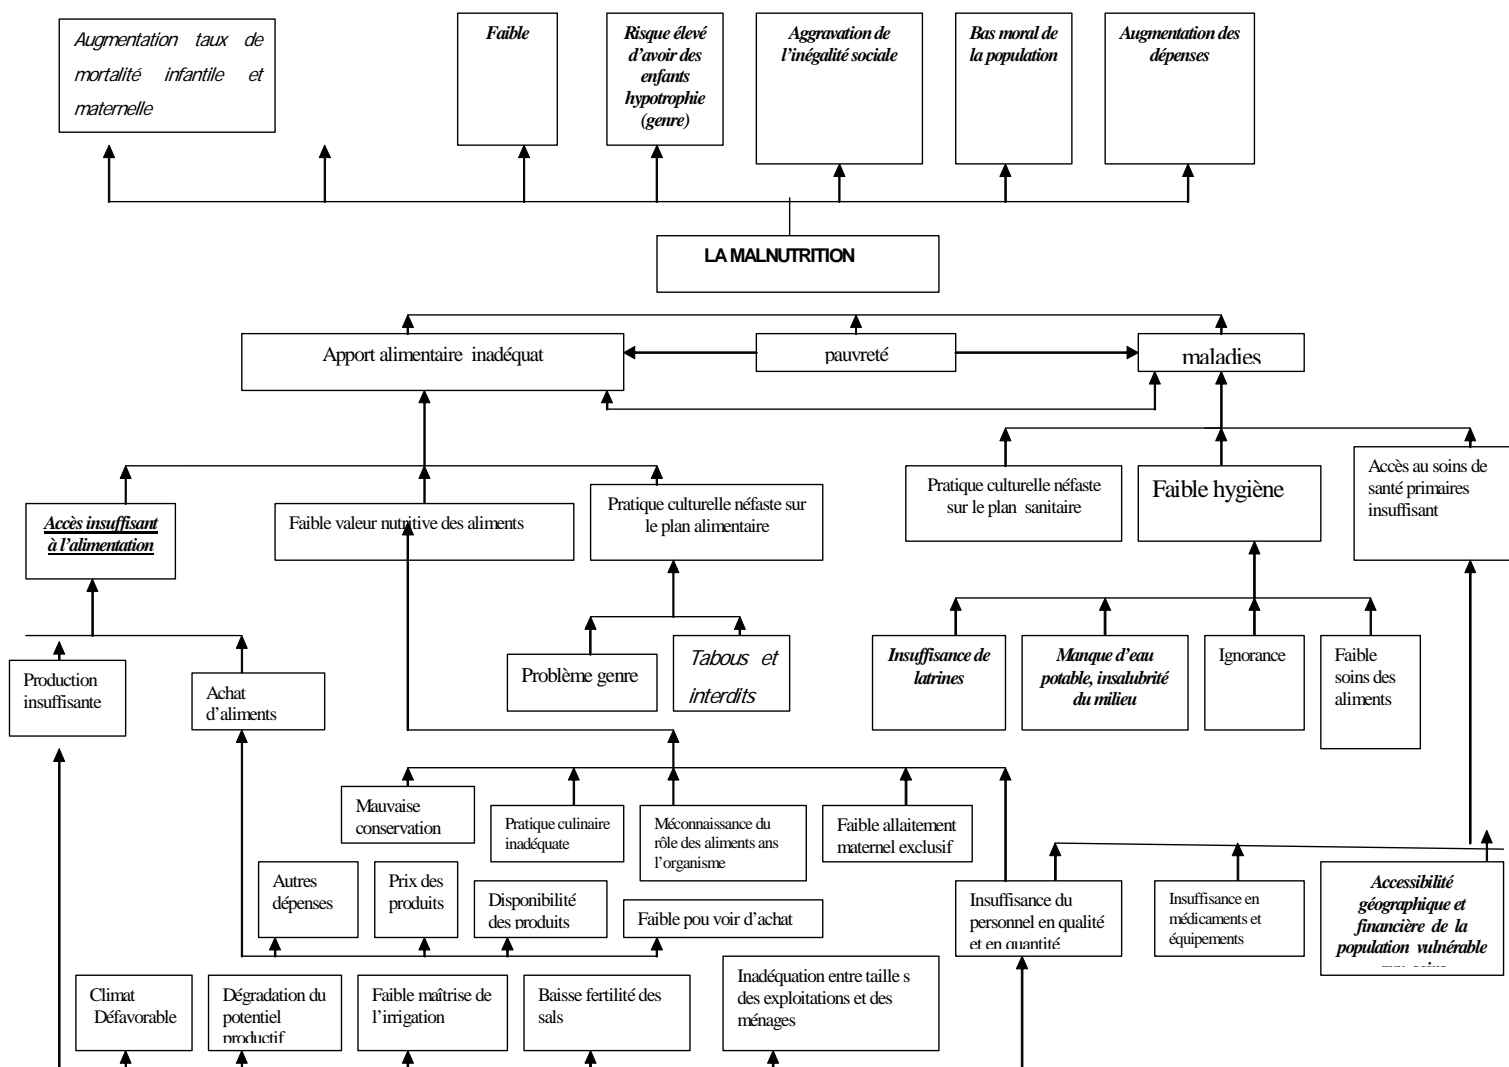 Augmentation taux de
mortalité infantile et
maternelle
Faible
Risque élevé
d’avoir des
enfants
hypotrophie
(genre)
Aggravation de
l’inégalité sociale
Bas moral de
la population
Augmentation des
dépenses
LA MALNUTRITION
Apport alimentaire inadéquat
pauvreté
maladies
Accès insuffisant
à l’alimentation
Faible valeur nutritive des aliments
Pratique culturelle néfaste sur
le plan alimentaire
Pratique culturelle néfaste
sur le plan sanitaire
Faible hygiène
Accès au soins de
santé primaires
insuffisant
Production
insuffisante
Achat
d’aliments
Problème genre
Tabous et
interdits
Insuffisance de
latrines
Manque d’eau
potable, insalubrité
du milieu
Ignorance
Faible
soins des
aliments
Mauvaise
conservation
Pratique culinaire
inadéquate
Méconnaissance du
rôle des aliments ans
l’organisme
Faible allaitement
maternel exclusif
Autres
dépenses
Prix des
produits
Disponibilité
des produits
Faible pou voir d’achat
Insuffisance du
personnel en qualité
et en quantité
Insuffisance en
médicaments et
équipements
Accessibilité
géographique et
financière de la
population vulnérable
Climat
Défavorable
Dégradation du
potentiel
productif
Faible maîtrise de
l’irrigation
Baisse fertilité des
sals
Inadéquation entre taille s
des exploitations et des
ménages